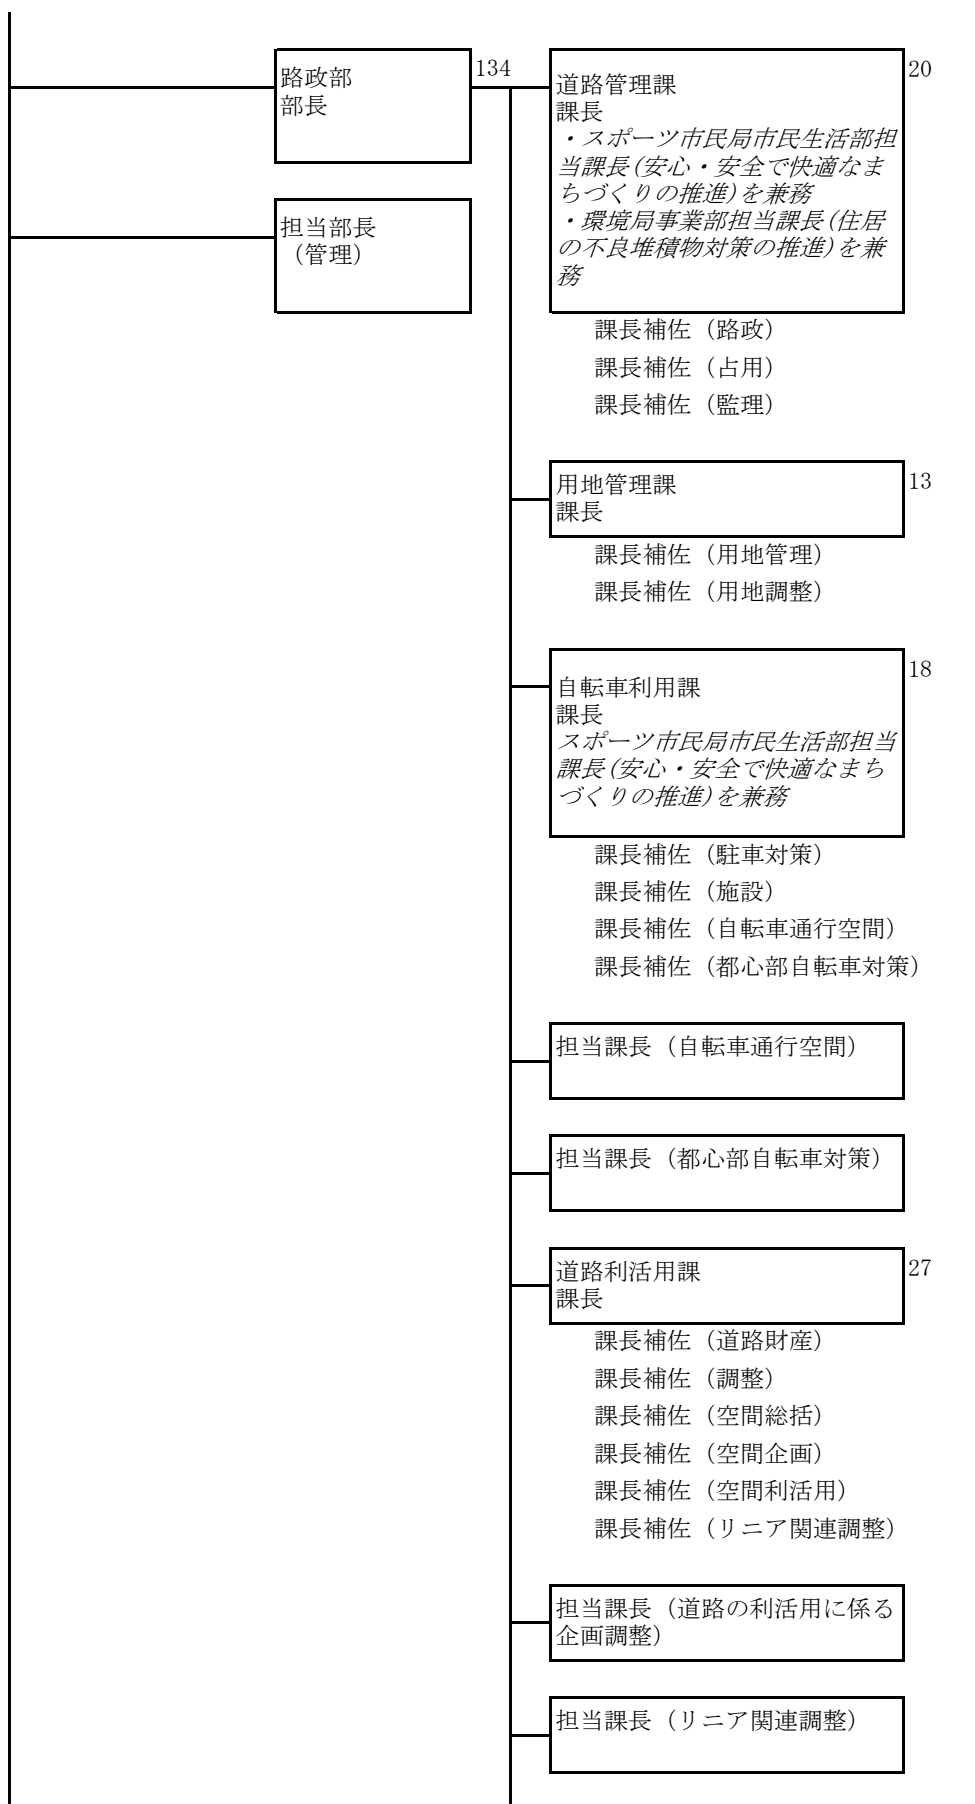 路政部
部長
134
担当部長
（管理）
道路管理課
課長
・スポーツ市民局市民生活部担
当課長(安心・安全で快適なま
ちづくりの推進)を兼務
・環境局事業部担当課長(住居
の不良堆積物対策の推進)を兼
務
20
課長補佐（路政）
課長補佐（占用）
課長補佐（監理）
用地管理課
課長
13
課長補佐（用地管理）
課長補佐（用地調整）
自転車利用課
課長
スポーツ市民局市民生活部担当
課長(安心・安全で快適なまち
づくりの推進)を兼務
18
課長補佐（駐車対策）
課長補佐（施設）
課長補佐（自転車通行空間）
課長補佐（都心部自転車対策）
担当課長（自転車通行空間）
担当課長（都心部自転車対策）
道路利活用課
課長
27
課長補佐（道路財産）
課長補佐（調整）
課長補佐（空間総括）
課長補佐（空間企画）
課長補佐（空間利活用）
課長補佐（リニア関連調整）
担当課長（道路の利活用に係る
企画調整）
担当課長（リニア関連調整）